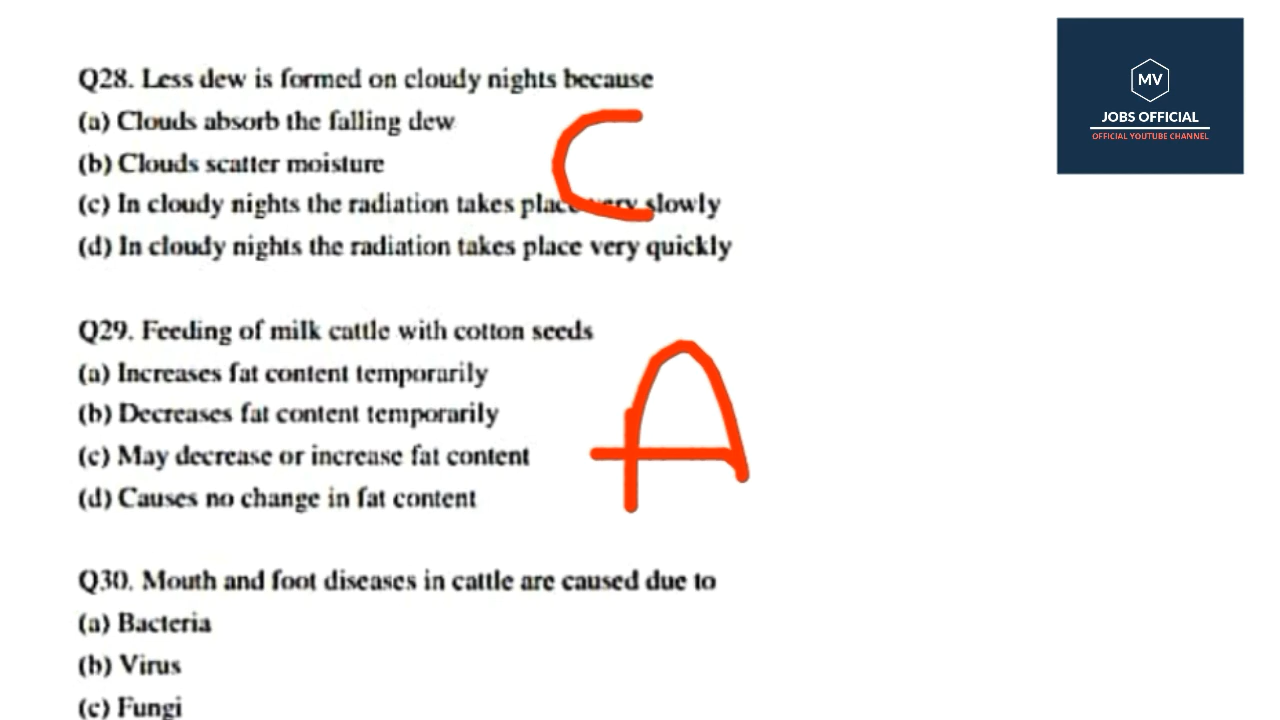 Q28. Less dew is formed on cloudy nights because
(a) Clouds absorb the falling dew
(b) Clouds scatter moisture
(c) In cloudy nights the radiation takes place very slowly
(d) In cloudy nights the radiation takes place very quickly
C
Q29. Feeding of milk cattle with cotton seeds
(a) Increases fat content temporarily
(b) Decreases fat content temporarily
(c) May decrease or increase fat content
(d) Causes no change in fat content
A
Q30. Mouth and foot diseases in cattle are caused due to
(a) Bacteria
(b) Virus
(c) Fungi
MV
JOBS OFFICIAL
OFFICIAL YOUTUBE CHANNEL